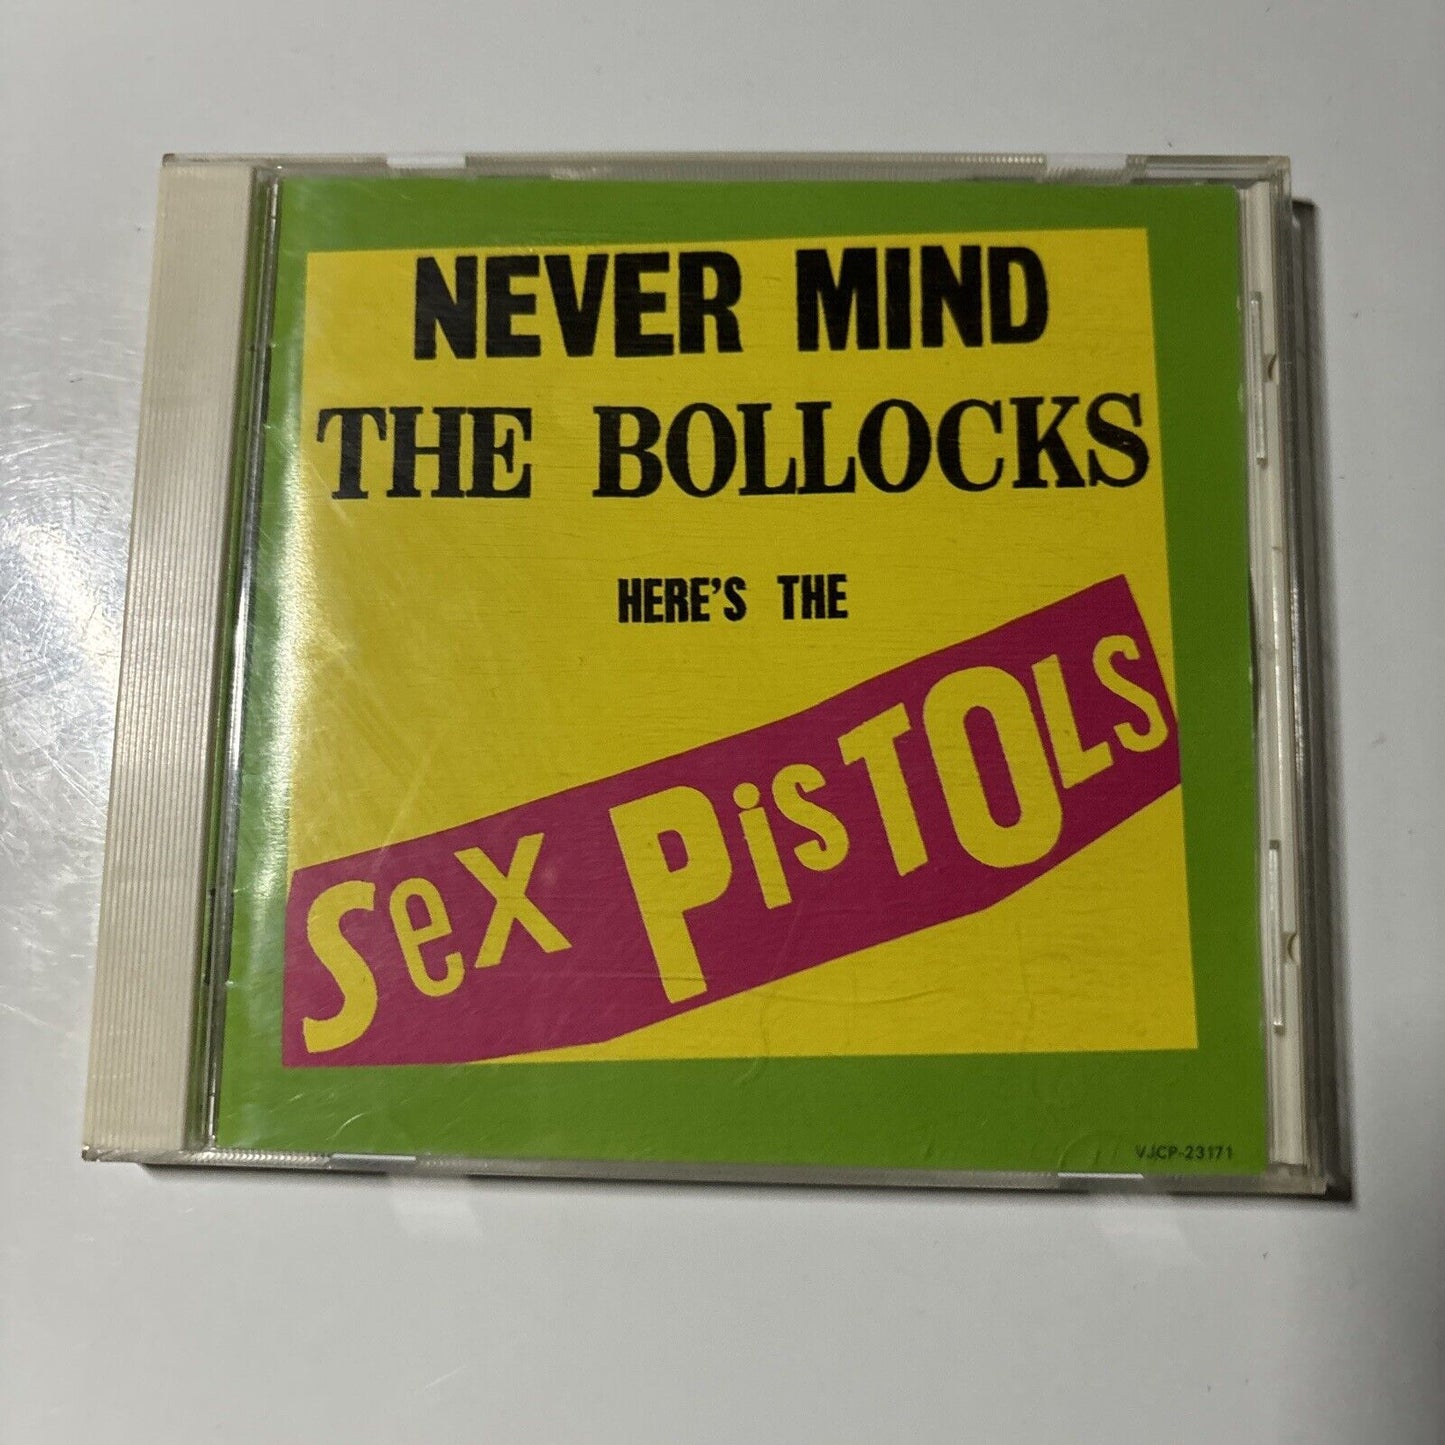 NEVER MIND
THE BOLLOCKS
HERE'S THE
Sex PisTOLS
VJCP-23171